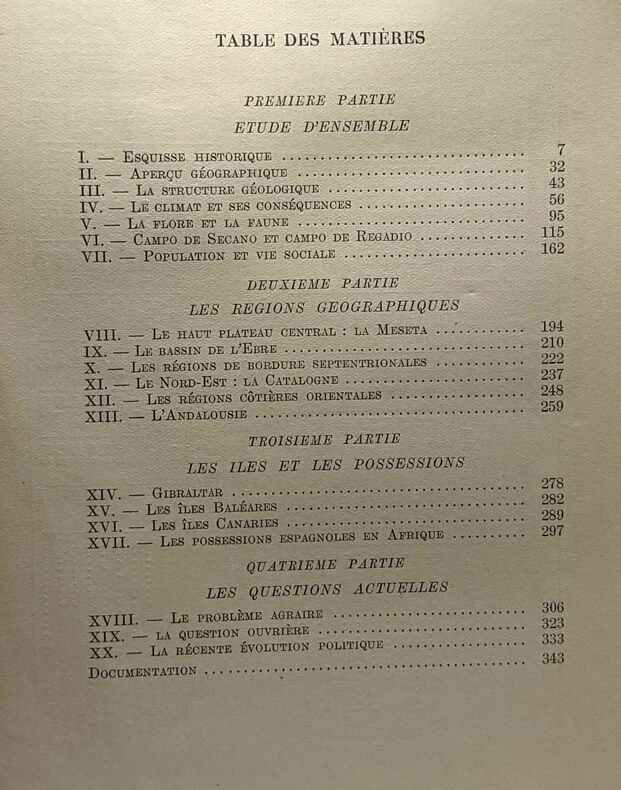 TABLE DES MATIÈRES
PREMIERE PARTIE
ETUDE D'ENSEMBLE
I. — Esquisse historique ........ 7
II. — Aperçu géographique ........ 32
III. — La structure géologique ........ 43
IV. — Le climat et ses conséquences ........ 56
V. — La flore et la faune ........ 95
VI. — Campo de Secano et campo de Regadio ........ 115
VII. — Population et vie sociale ........ 162
DEUXIEME PARTIE
LES REGIONS GEOGRAPHIQUES
VIII. — Le haut plateau central : la Meseta ........ 194
IX. — Le bassin de l'Ebre ........ 210
X. — Les régions de bordure septentrionales ........ 222
XI. — Le Nord-Est : la Catalogne ........ 237
XII. — Les régions côtières orientales ........ 248
XIII. — L'Andalousie ........ 259
TROISIEME PARTIE
LES ILES ET LES POSSESSIONS
XIV. — Gibraltar ........ 278
XV. — Les îles Baléares ........ 282
XVI. — Les îles Canaries ........ 289
XVII. — Les possessions espagnoles en Afrique ........ 297
QUATRIEME PARTIE
LES QUESTIONS ACTUELLES
XVIII. — Le problème agraire ........ 306
XIX. — la question ouvrière ........ 323
XX. — La récente évolution politique ........ 333
Documentation ........ 343